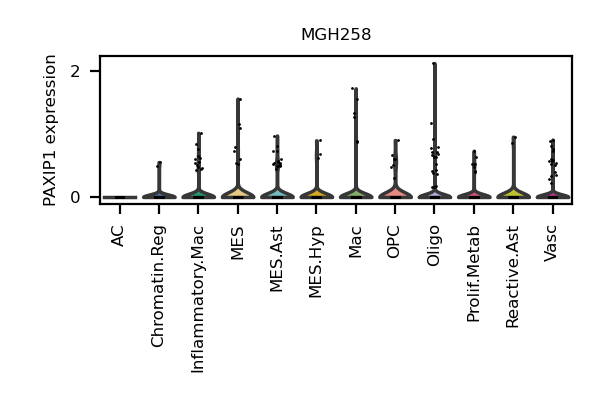 MGH258
PAXIP1 expression
2
0
AC
Chromatin.Reg
Inflammatory.Mac
MES
MES.Ast
MES.Hyp
Mac
OPC
Oligo
Prolif.Metab
Reactive.Ast
Vasc